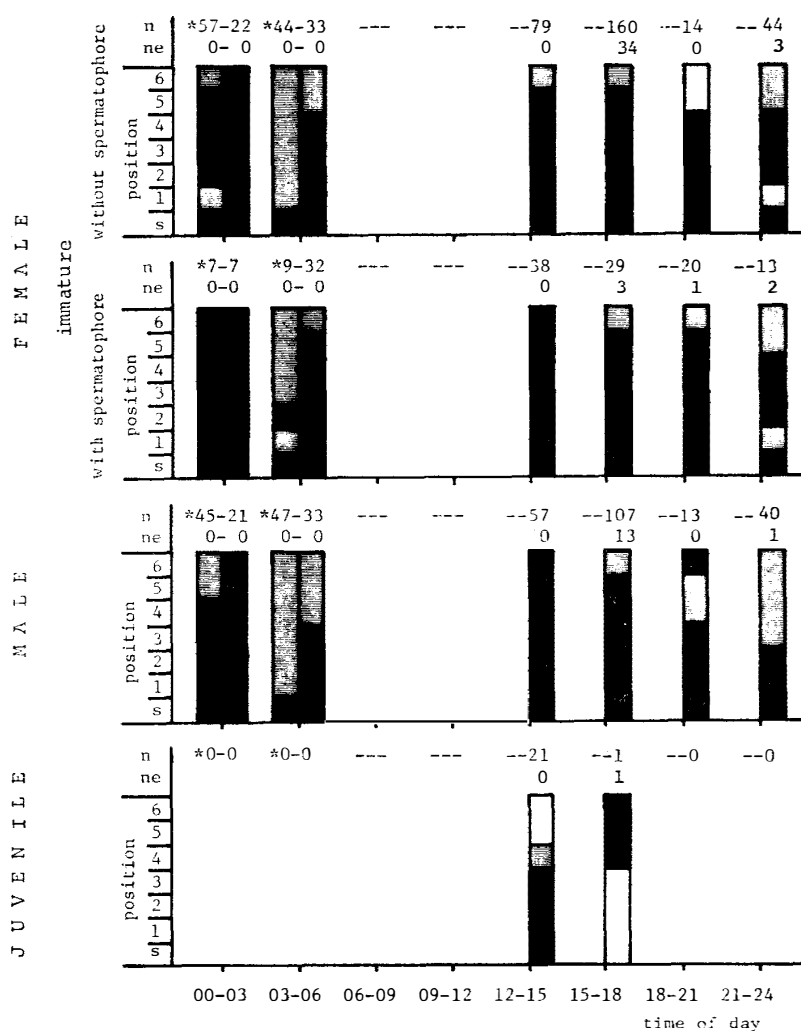 n *57-22 *44-33 --- --- --79 --160 --14 --44
ne 0- 0 0- 0 0 34 0 3
6
5
4
3
2
1
s
position
without spermatophore
n *7-7 *9-32 --- --- --38 --29 --20 --13
ne 0-0 0- 0 0 3 1 2
6
5
4
3
2
1
s
position
with spermatophore
immature
FEMALE
n *45-21 *47-33 --- --- --57 --107 --13 --40
ne 0- 0 0- 0 0 13 0 1
6
5
4
3
2
1
s
position
MALE
n *0-0 *0-0 --- --- --21 --1 --0 --0
ne 0 1
6
5
4
3
2
1
s
position
JUVENILE
00-03 03-06 06-09 09-12 12-15 15-18 18-21 21-24
time of day